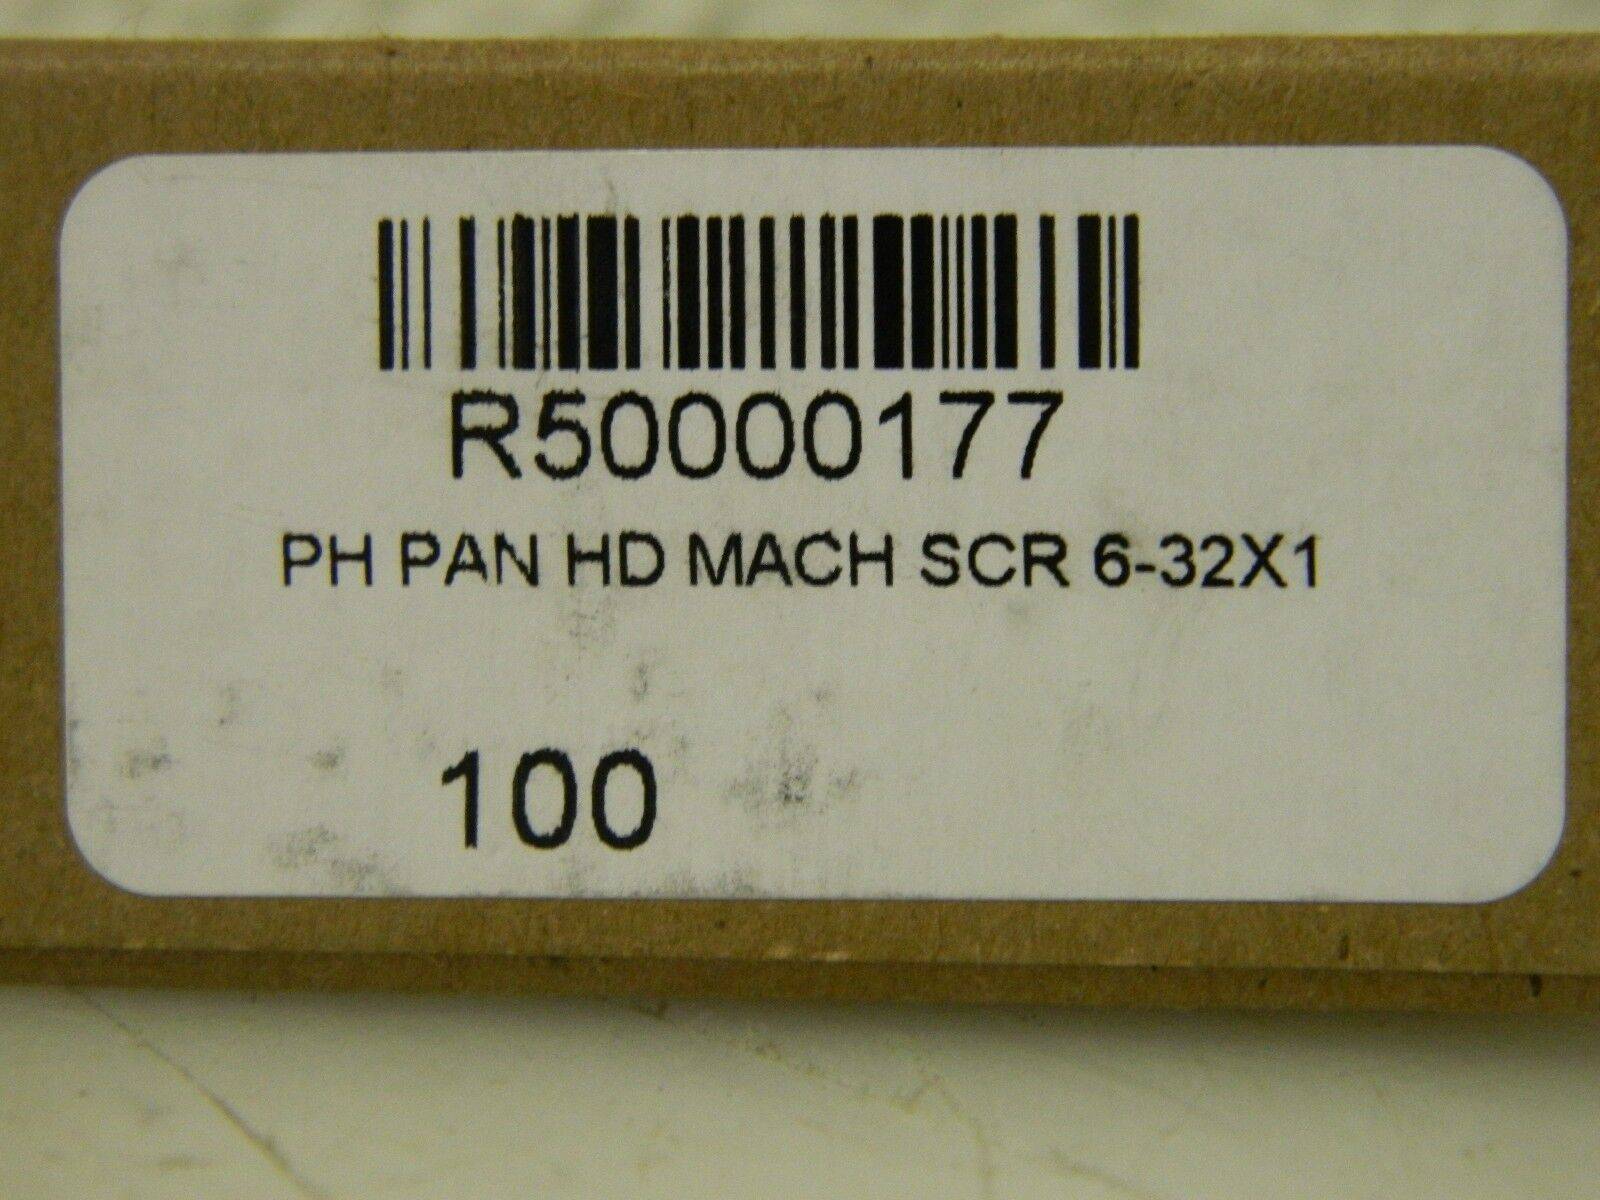 R50000177
PH PAN HD MACH SCR 6-32X1
100